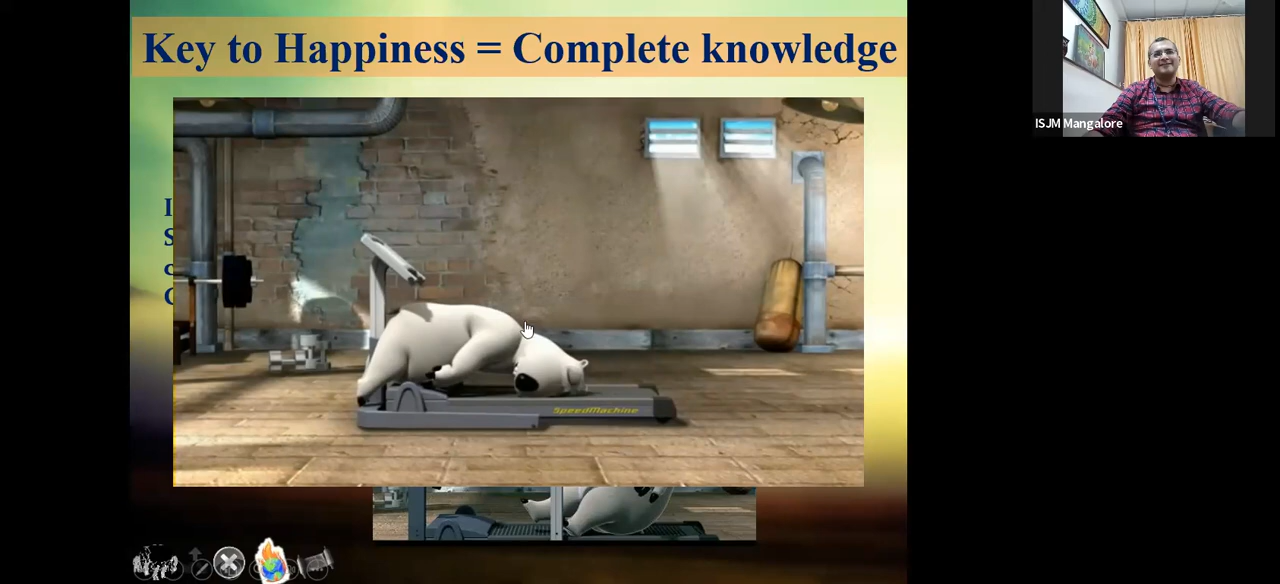 Key to Happiness = Complete knowledge
ISJM Mangalore
I
S
c
C
SpeedMachine